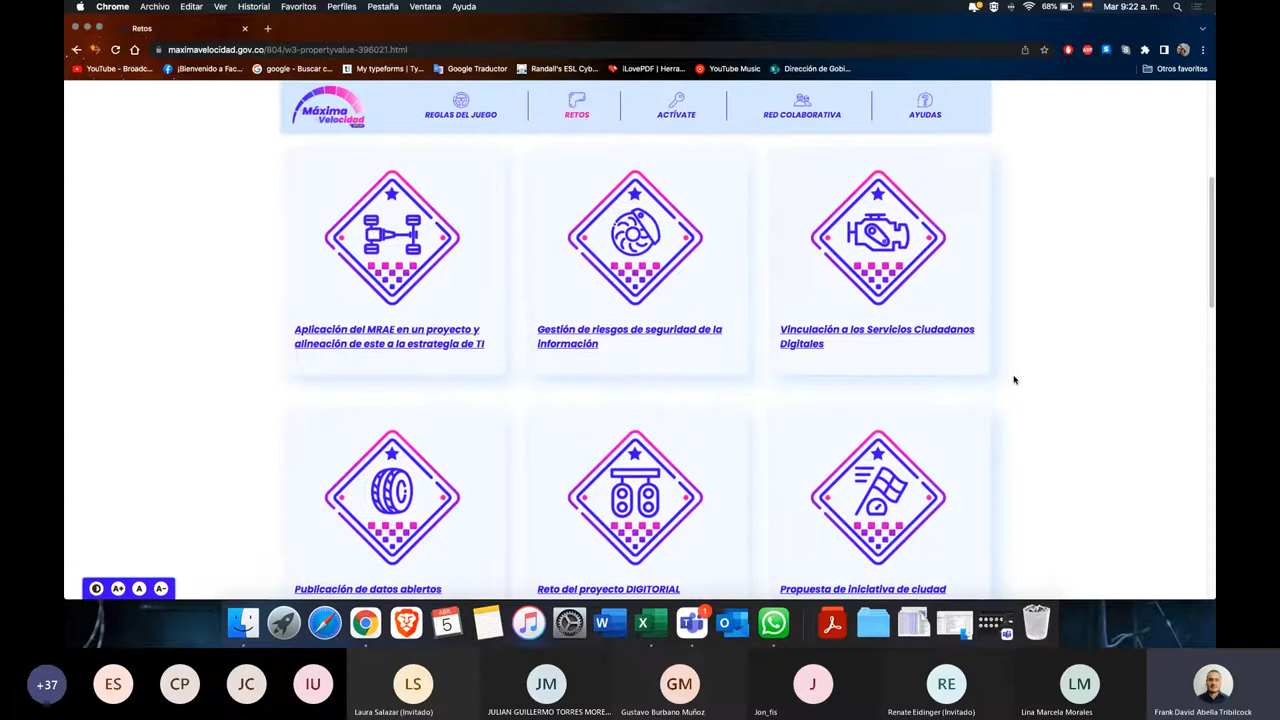 Chrome Archivo Editar Ver Historial Favoritos Perfiles Pestaña Ventana Ayuda 68% Mar 9:22 a. m.
Retos
maximavelocidad.gov.co/804/w3-propertyvalue-396021.html
YouTube - Broadc... ¡Bienvenido a Fac... google - Buscar c... My typeforms | Ty... Google Traductor Randall's ESL Cyb... iLovePDF | Herra... YouTube Music Dirección de Gobi... Otros favoritos
Máxima
Velocidad
REGLAS DEL JUEGO RETOS ACTÍVATE RED COLABORATIVA AYUDAS
Aplicación del MRAE en un proyecto y
alineación de este a la estrategia de TI
Gestión de riesgos de seguridad de la
información
Vinculación a los Servicios Ciudadanos
Digitales
Publicación de datos abiertos
Reto del proyecto DIGITORIAL
Propuesta de iniciativa de ciudad
A+ A A-
ABR.
5
1
+37 ES CP JC IU LS JM GM J RE LM
Laura Salazar (Invitado) JULIAN GUILLERMO TORRES MORE... Gustavo Burbano Muñoz Jon_fis Renate Eidinger (Invitado) Lina Marcela Morales Frank David Abella Tribilcock